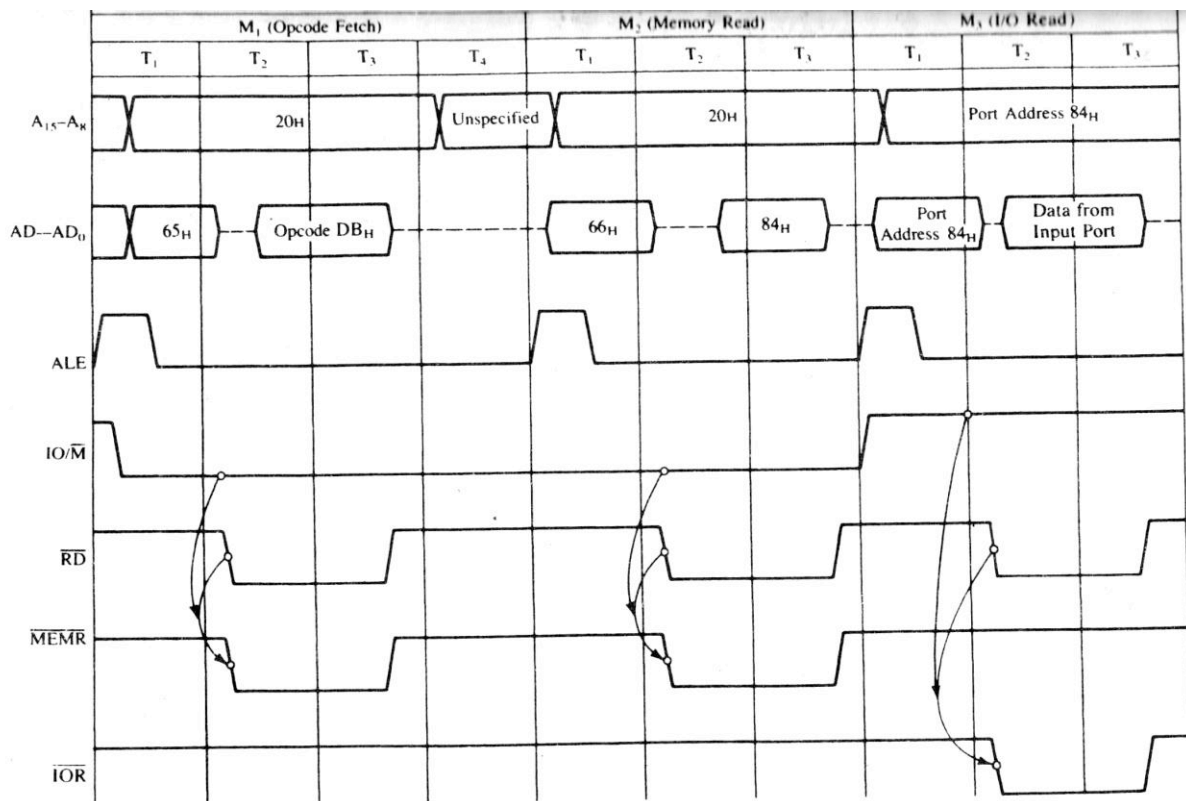 M₁ (Opcode Fetch) M₂ (Memory Read) M₃ (I/O Read)
T₁ T₂ T₃ T₄ T₁ T₂ T₃ T₁ T₂ T₃
A₁₅–A₈ 20H Unspecified 20H Port Address 84H
AD--AD₀ 65H Opcode DBH 66H 84H Port Address 84H Data from Input Port
ALE
IO/M̅
R̅D̅
M̅E̅M̅R̅
I̅O̅R̅